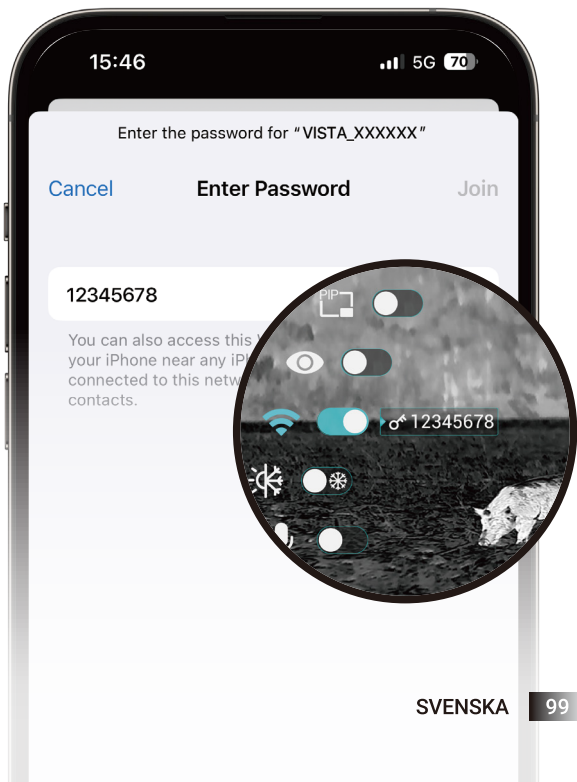 15:46
5G 70
Enter the password for “VISTA_XXXXXX”
Cancel Enter Password Join
12345678
You can also access this
your iPhone near any iPh
connected to this netw
contacts.
PIP
12345678
SVENSKA 99